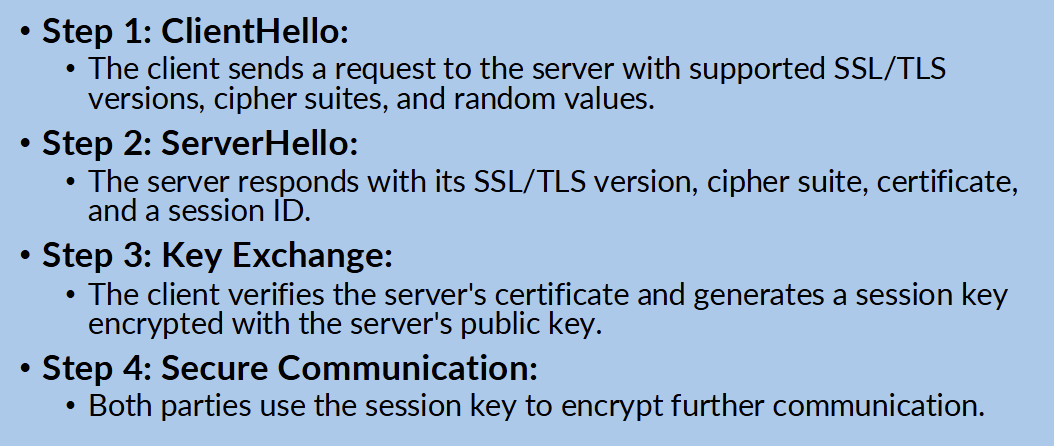 • Step 1: ClientHello:
• The client sends a request to the server with supported SSL/TLS
versions, cipher suites, and random values.
• Step 2: ServerHello:
• The server responds with its SSL/TLS version, cipher suite, certificate,
and a session ID.
• Step 3: Key Exchange:
• The client verifies the server's certificate and generates a session key
encrypted with the server's public key.
• Step 4: Secure Communication:
• Both parties use the session key to encrypt further communication.